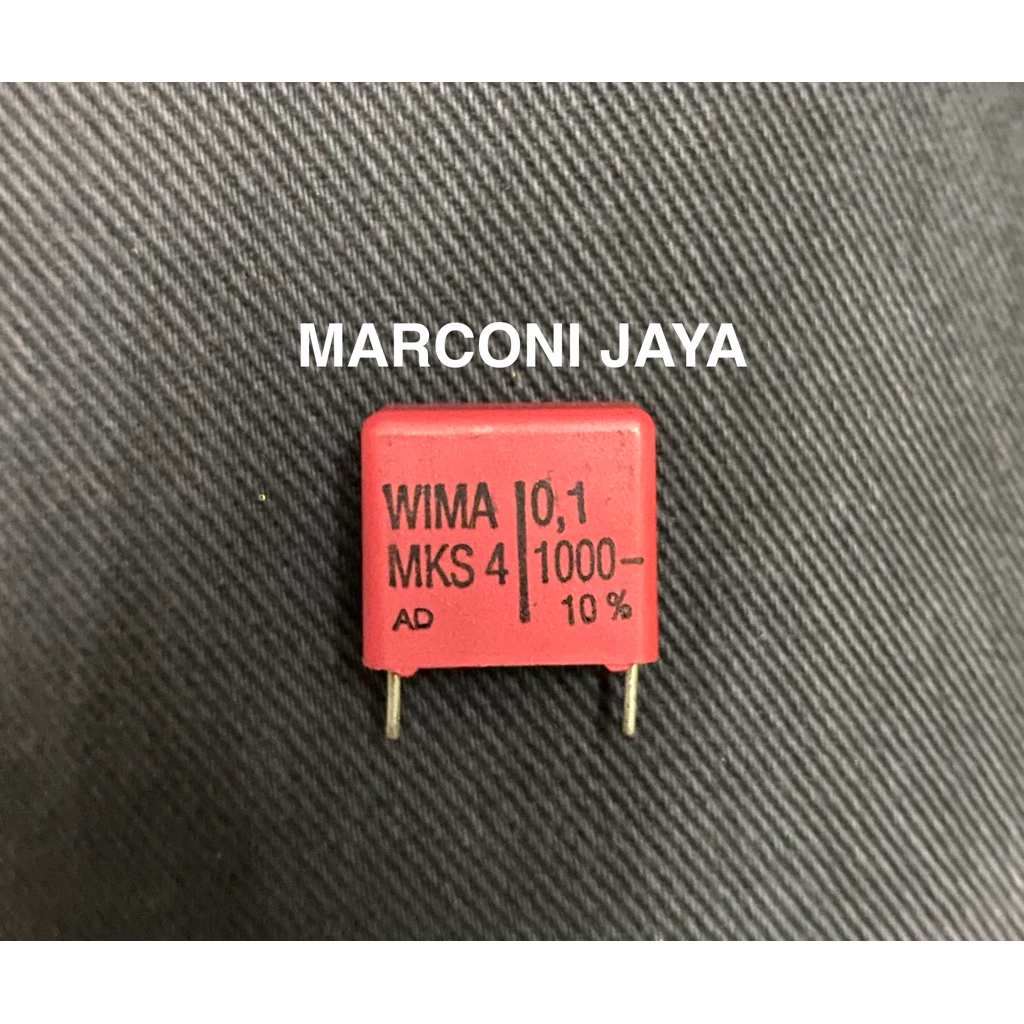 MARCONI JAYA
WIMA 0,1
MKS 4 1000–
AD 10 %